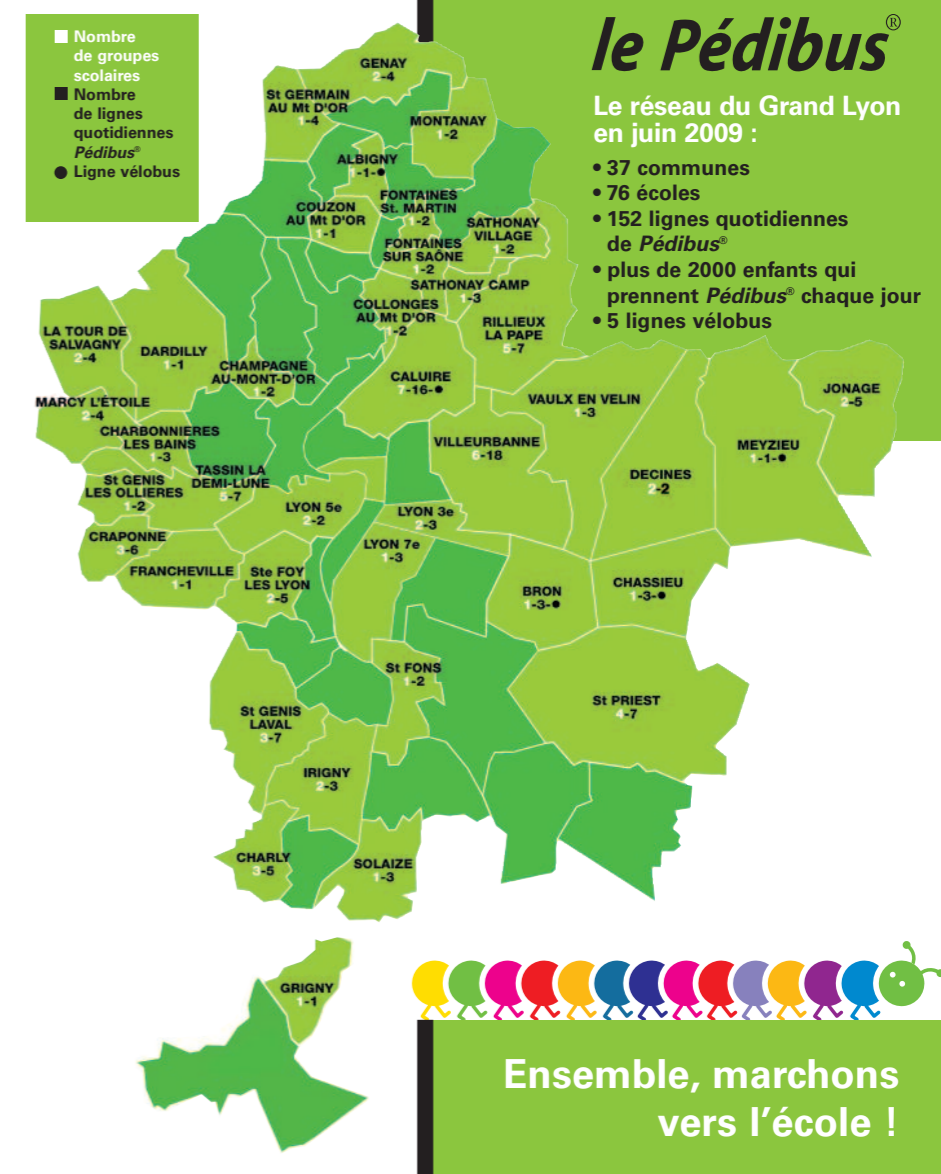 Nombre
de groupes
scolaires
Nombre
de lignes
quotidiennes
Pédibus®
Ligne vélobus
le Pédibus®
Le réseau du Grand Lyon
en juin 2009 :
• 37 communes
• 76 écoles
• 152 lignes quotidiennes
de Pédibus®
• plus de 2000 enfants qui
prennent Pédibus® chaque jour
• 5 lignes vélobus
GENAY
2-4
St GERMAIN
AU Mt D'OR
1-4
MONTANAY
1-2
ALBIGNY
1-1-●
COUZON
AU Mt D'OR
1-1
FONTAINES
St. MARTIN
1-2
SATHONAY
VILLAGE
1-2
FONTAINES
SUR SAÔNE
1-2
SATHONAY CAMP
1-3
COLLONGES
AU Mt D'OR
1-2
RILLIEUX
LA PAPE
5-7
LA TOUR DE
SALVAGNY
2-4
DARDILLY
1-1
CHAMPAGNE
AU-MONT-D'OR
1-2
CALUIRE
7-16-●
VAULX EN VELIN
1-3
JONAGE
2-5
MARCY L'ÉTOILE
2-4
CHARBONNIERES
LES BAINS
1-3
VILLEURBANNE
6-18
MEYZIEU
1-1-●
DECINES
2-2
St GENIS
LES OLLIERES
1-2
TASSIN LA
DEMI-LUNE
5-7
LYON 5e
2-2
LYON 3e
2-3
CRAPONNE
3-6
LYON 7e
1-3
FRANCHEVILLE
1-1
Ste FOY
LES LYON
2-5
BRON
1-3-●
CHASSIEU
1-3-●
St FONS
1-2
St GENIS
LAVAL
3-7
St PRIEST
4-7
IRIGNY
2-3
CHARLY
3-5
SOLAIZE
1-3
GRIGNY
1-1
Ensemble, marchons
vers l'école !